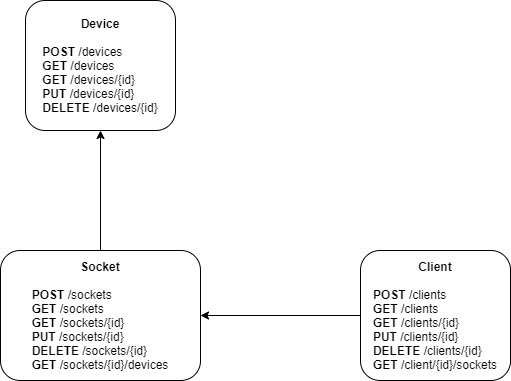 Device
POST /devices
GET /devices
GET /devices/{id}
PUT /devices/{id}
DELETE /devices/{id}
Socket
POST /sockets
GET /sockets
GET /sockets/{id}
PUT /sockets/{id}
DELETE /sockets/{id}
GET /sockets/{id}/devices
Client
POST /clients
GET /clients
GET /clients/{id}
PUT /clients/{id}
DELETE /clients/{id}
GET /client/{id}/sockets